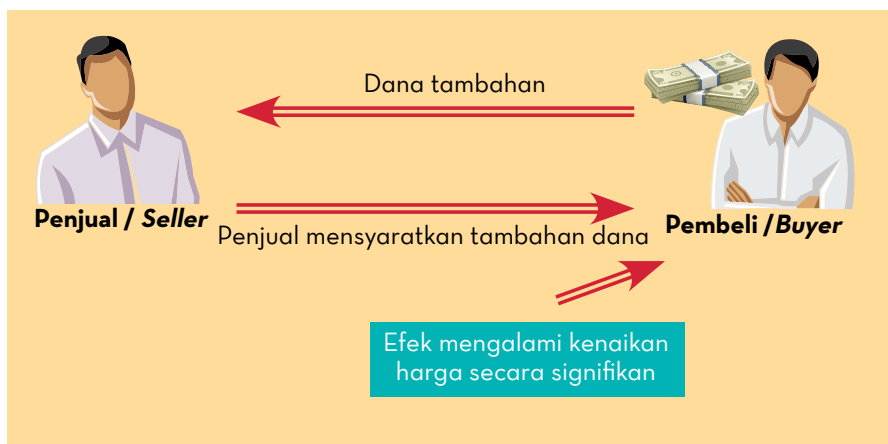 Dana tambahan
Penjual / Seller
Penjual mensyaratkan tambahan dana
Pembeli /Buyer
Efek mengalami kenaikan
harga secara signifikan